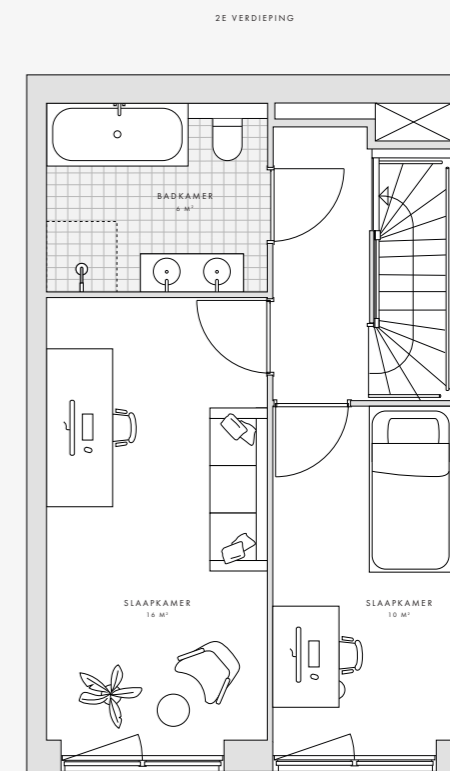 2E VERDIEPING
BADKAMER
6 M²
SLAAPKAMER
16 M²
SLAAPKAMER
10 M²